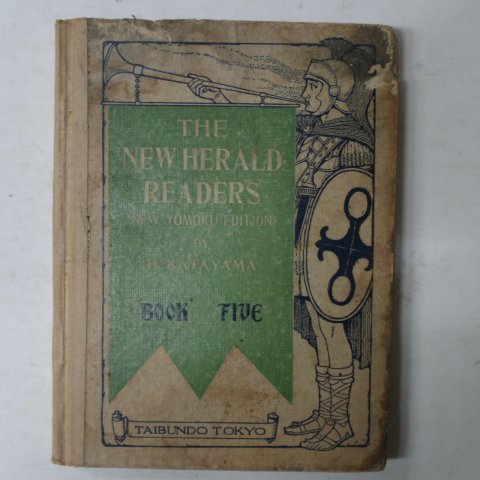 THE
NEW HERALD
READERS
(NEW YOMOKU EDITION)
by
H. KATAYAMA
BOOK FIVE
TAIBUNDO TOKYO